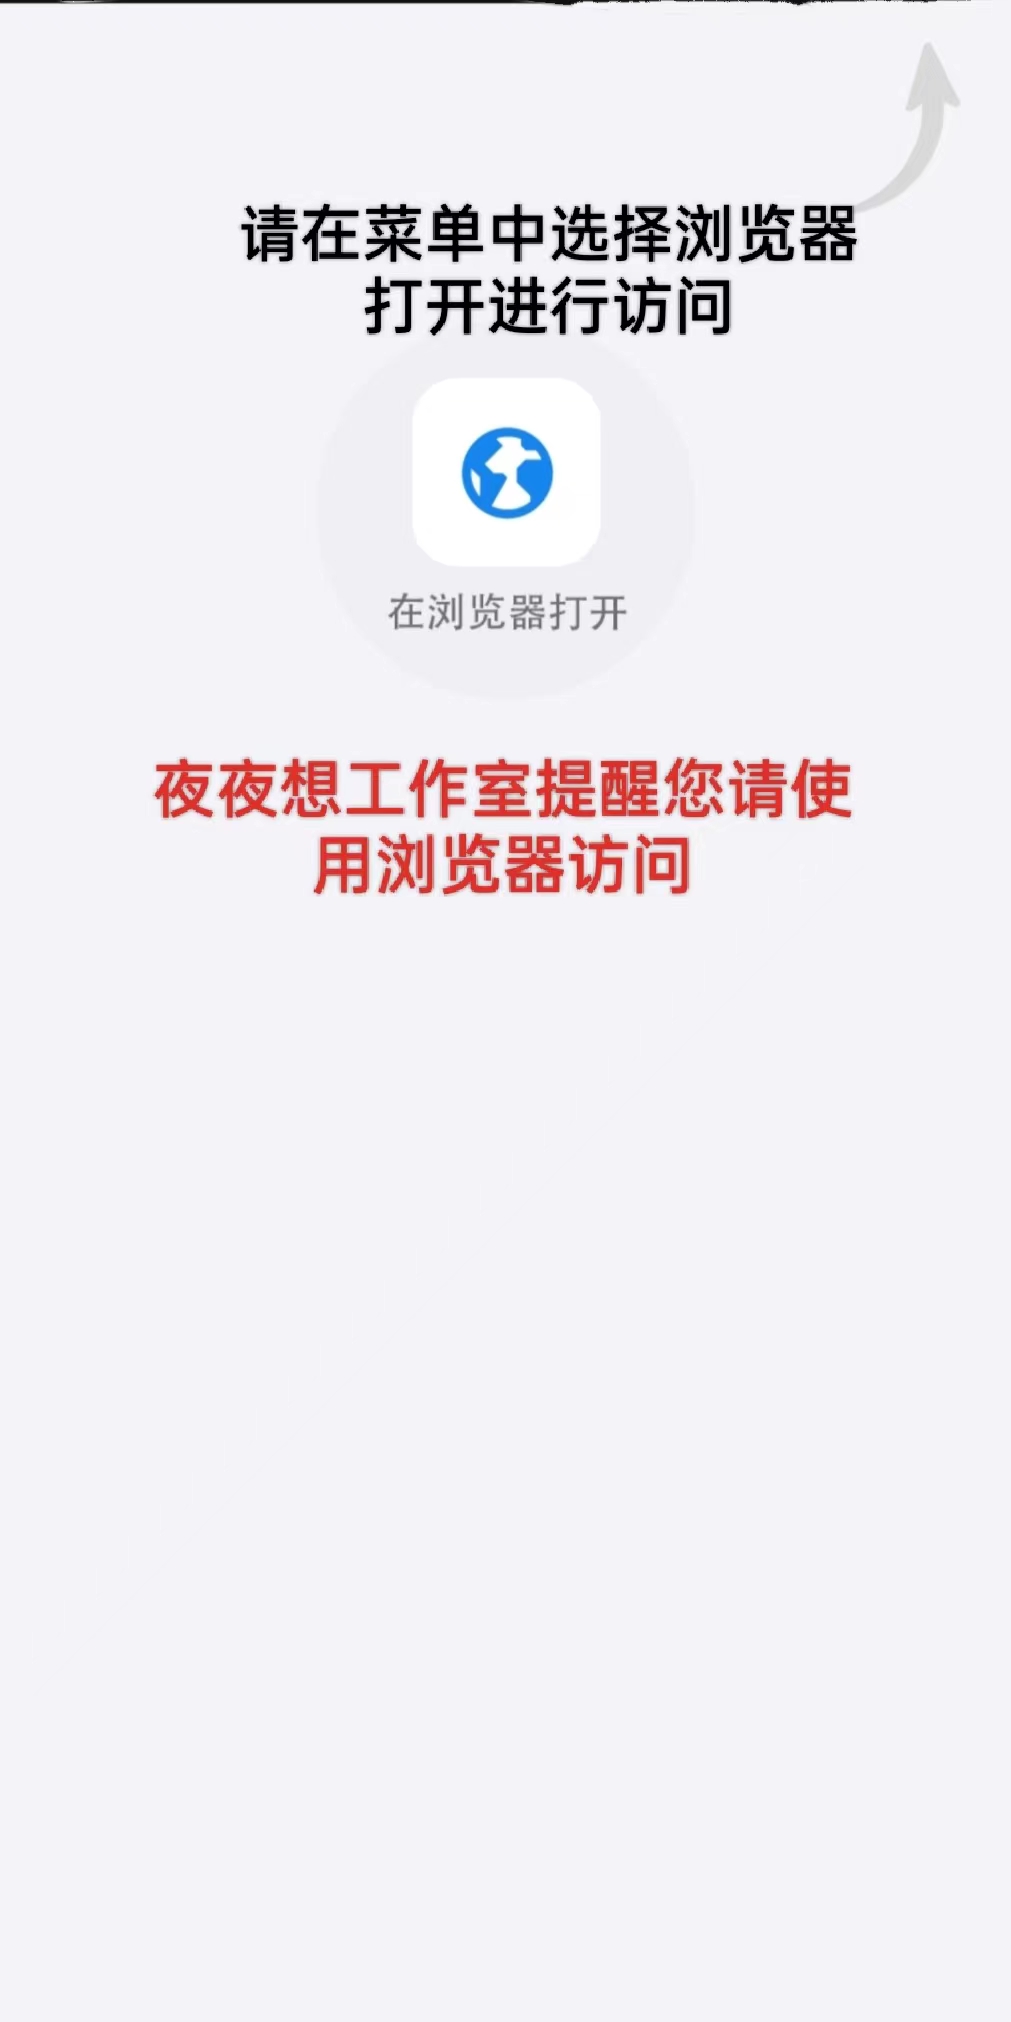 请在菜单中选择浏览器
打开进行访问
在浏览器打开
夜夜想工作室提醒您请使
用浏览器访问